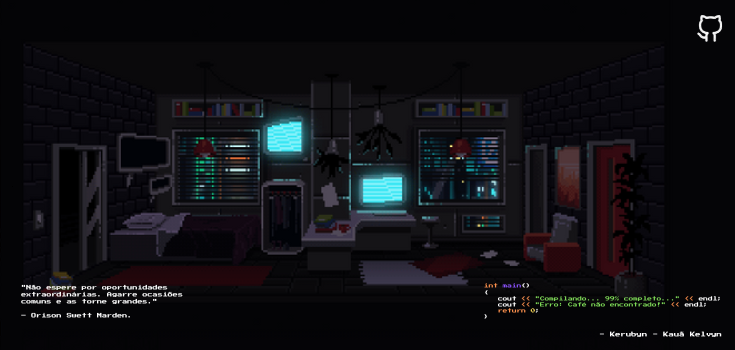 "Não espere por oportunidades
extraordinárias. Agarre ocasiões
comuns e as torne grandes."
- Orison Suett Marden.
int main()
{
cout << "Compilando... 99% completo..." << endl;
cout << "Erro: Café não encontrado!" << endl;
return 0;
}
- Kerubyn - Kauã Kelvyn